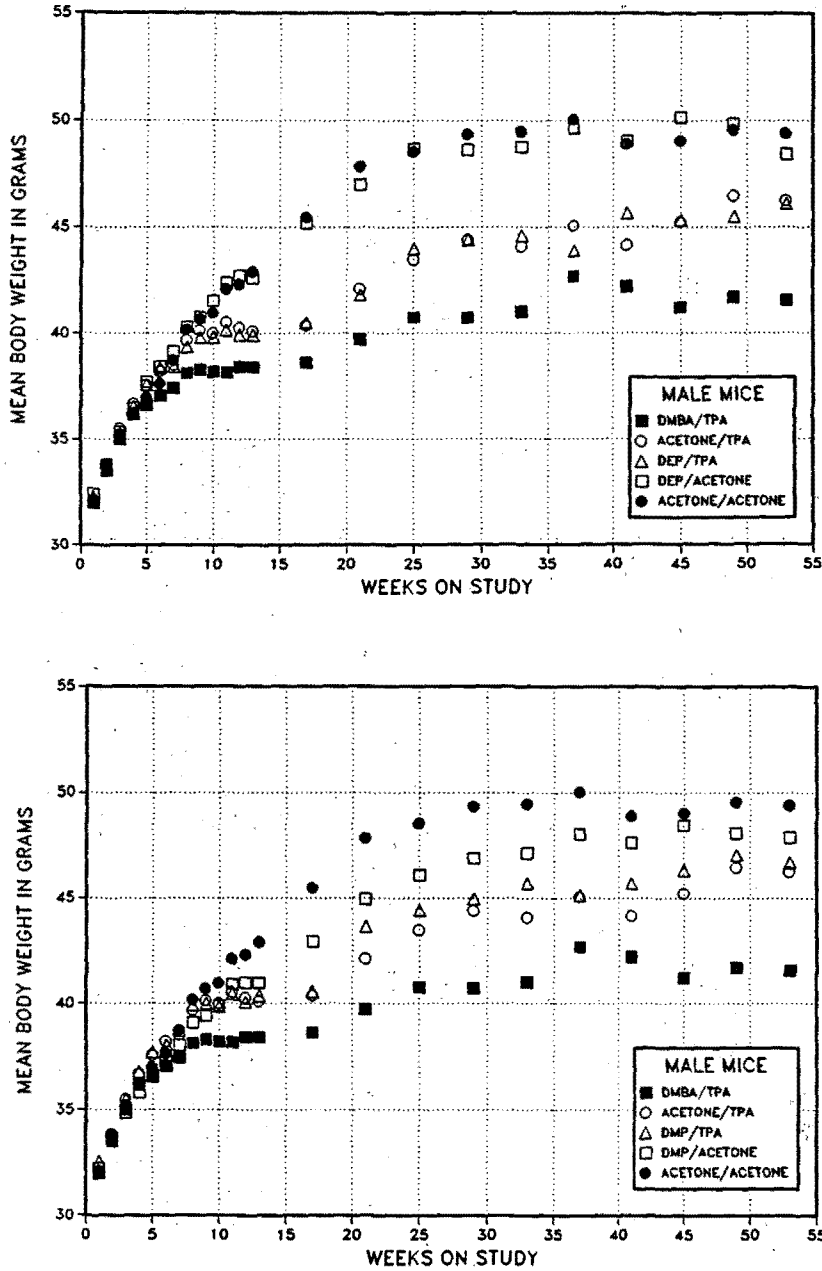 55
50
45
40
35
30
MEAN BODY WEIGHT IN GRAMS
MALE MICE
DMBA/TPA
ACETONE/TPA
DEP/TPA
DEP/ACETONE
ACETONE/ACETONE
0 5 10 15 20 25 30 35 40 45 50 55
WEEKS ON STUDY
55
50
45
40
35
30
MEAN BODY WEIGHT IN GRAMS
MALE MICE
DMBA/TPA
ACETONE/TPA
DMP/TPA
DMP/ACETONE
ACETONE/ACETONE
0 5 10 15 20 25 30 35 40 45 50 55
WEEKS ON STUDY